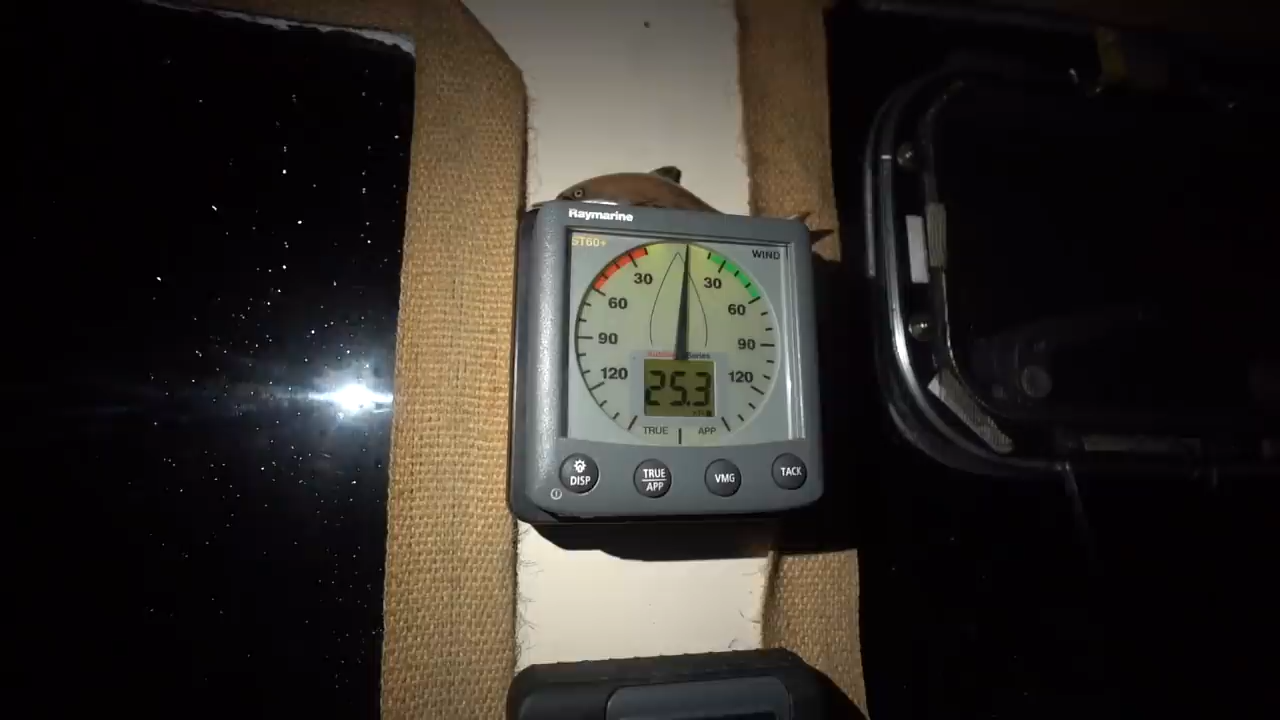 Raymarine
ST60+
WIND
30 30
60 60
90 90
120 120
Series
25.3
TRUE APP
DISP
TRUE
APP
VMG
TACK